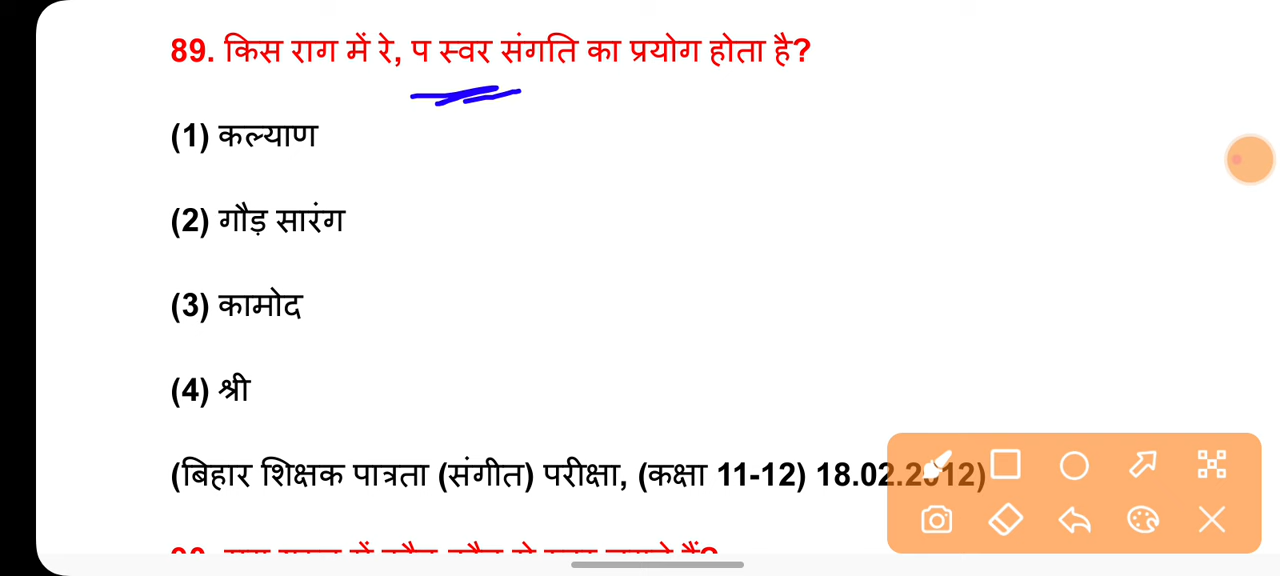 89. किस राग में रे, प स्वर संगति का प्रयोग होता है?
(1) कल्याण
(2) गौड़ सारंग
(3) कामोद
(4) श्री
(बिहार शिक्षक पात्रता (संगीत) परीक्षा, (कक्षा 11-12) 18.02.2012)